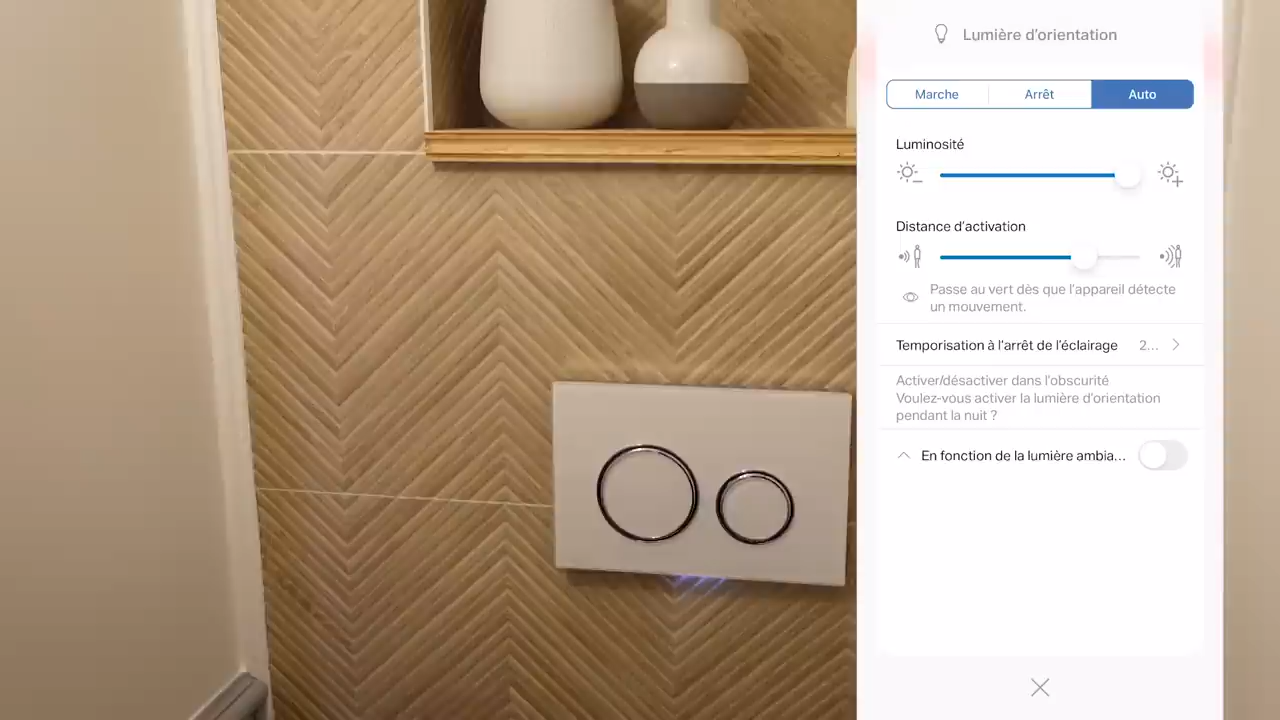 Lumière d'orientation
Marche Arrêt Auto
Luminosité
Distance d'activation
Passe au vert dès que l'appareil détecte
un mouvement.
Temporisation à l'arrêt de l'éclairage 2...
Activer/désactiver dans l'obscurité
Voulez-vous activer la lumière d'orientation
pendant la nuit ?
En fonction de la lumière ambia...